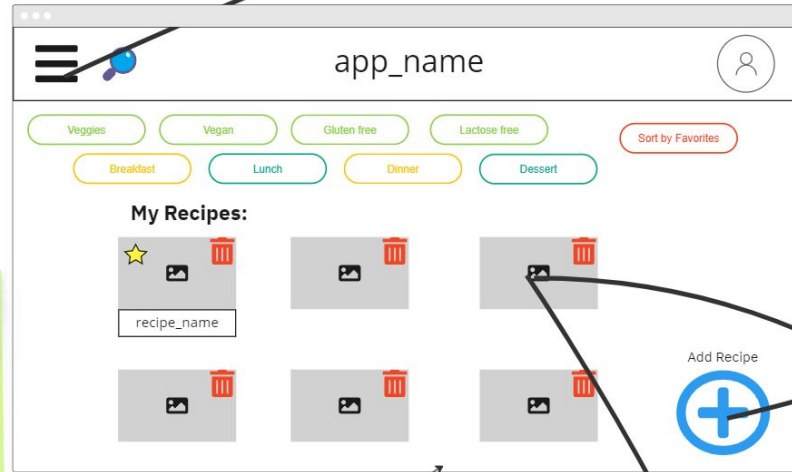 app_name
Veggies Vegan Gluten free Lactose free Sort by Favorites
Breakfast Lunch Dinner Dessert
My Recipes:
recipe_name
Add Recipe